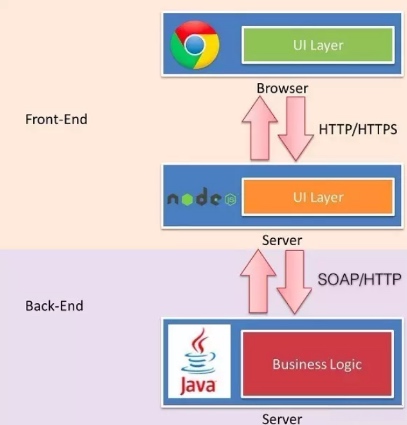 UI Layer
Browser
Front-End
HTTP/HTTPS
node JS
UI Layer
Server
SOAP/HTTP
Back-End
Java
Business Logic
Server